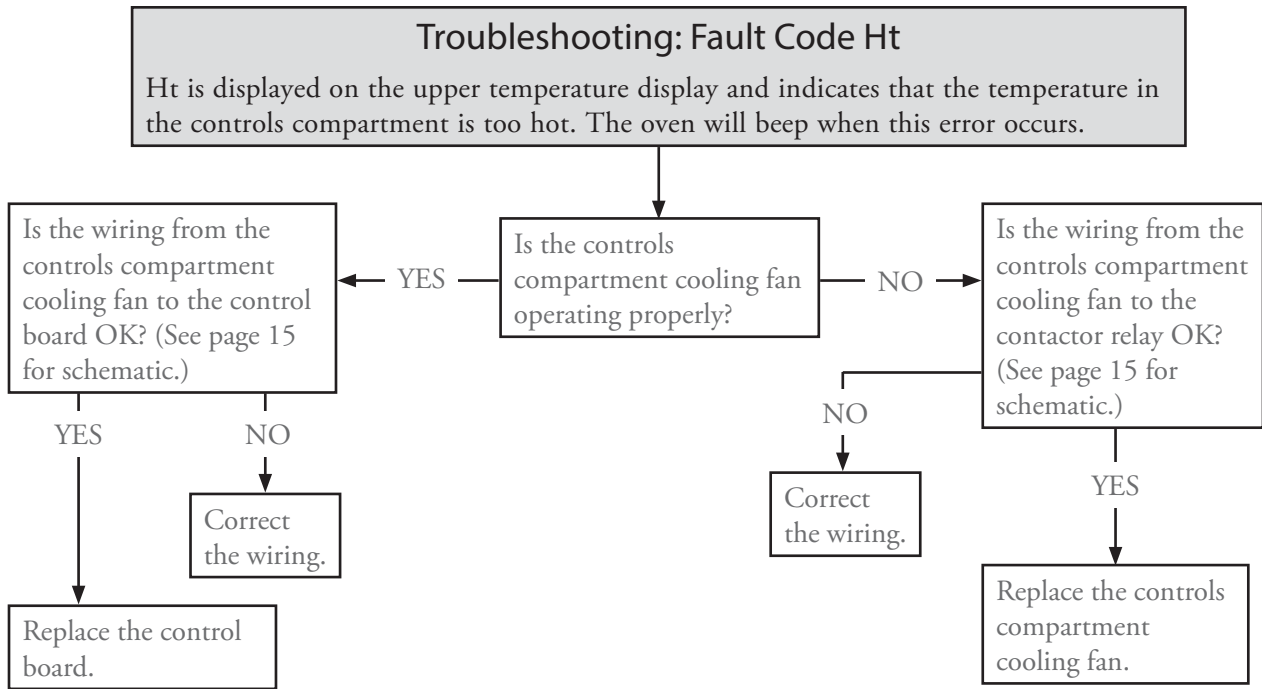 Troubleshooting: Fault Code Ht
Ht is displayed on the upper temperature display and indicates that the temperature in
the controls compartment is too hot. The oven will beep when this error occurs.
Is the wiring from the
controls compartment
cooling fan to the control
board OK? (See page 15
for schematic.)
YES
Is the controls
compartment cooling fan
operating properly?
NO
Is the wiring from the
controls compartment
cooling fan to the
contactor relay OK?
(See page 15 for
schematic.)
YES
NO
NO
YES
Correct
the wiring.
Correct
the wiring.
Replace the control
board.
Replace the controls
compartment
cooling fan.